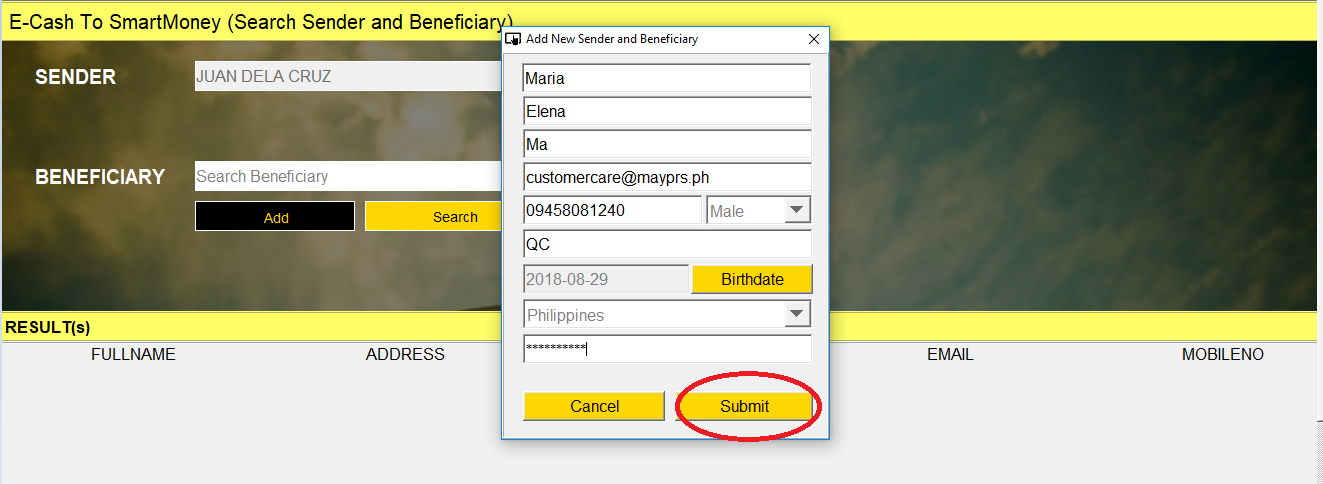 E-Cash To SmartMoney (Search Sender and Beneficiary)
Add New Sender and Beneficiary
SENDER
JUAN DELA CRUZ
BENEFICIARY
Search Beneficiary
Add
Search
Maria
Elena
Ma
customercare@mayprs.ph
09458081240
Male
QC
2018-08-29
Birthdate
Philippines
**********
Cancel
Submit
RESULT(s)
FULLNAME
ADDRESS
EMAIL
MOBILENO